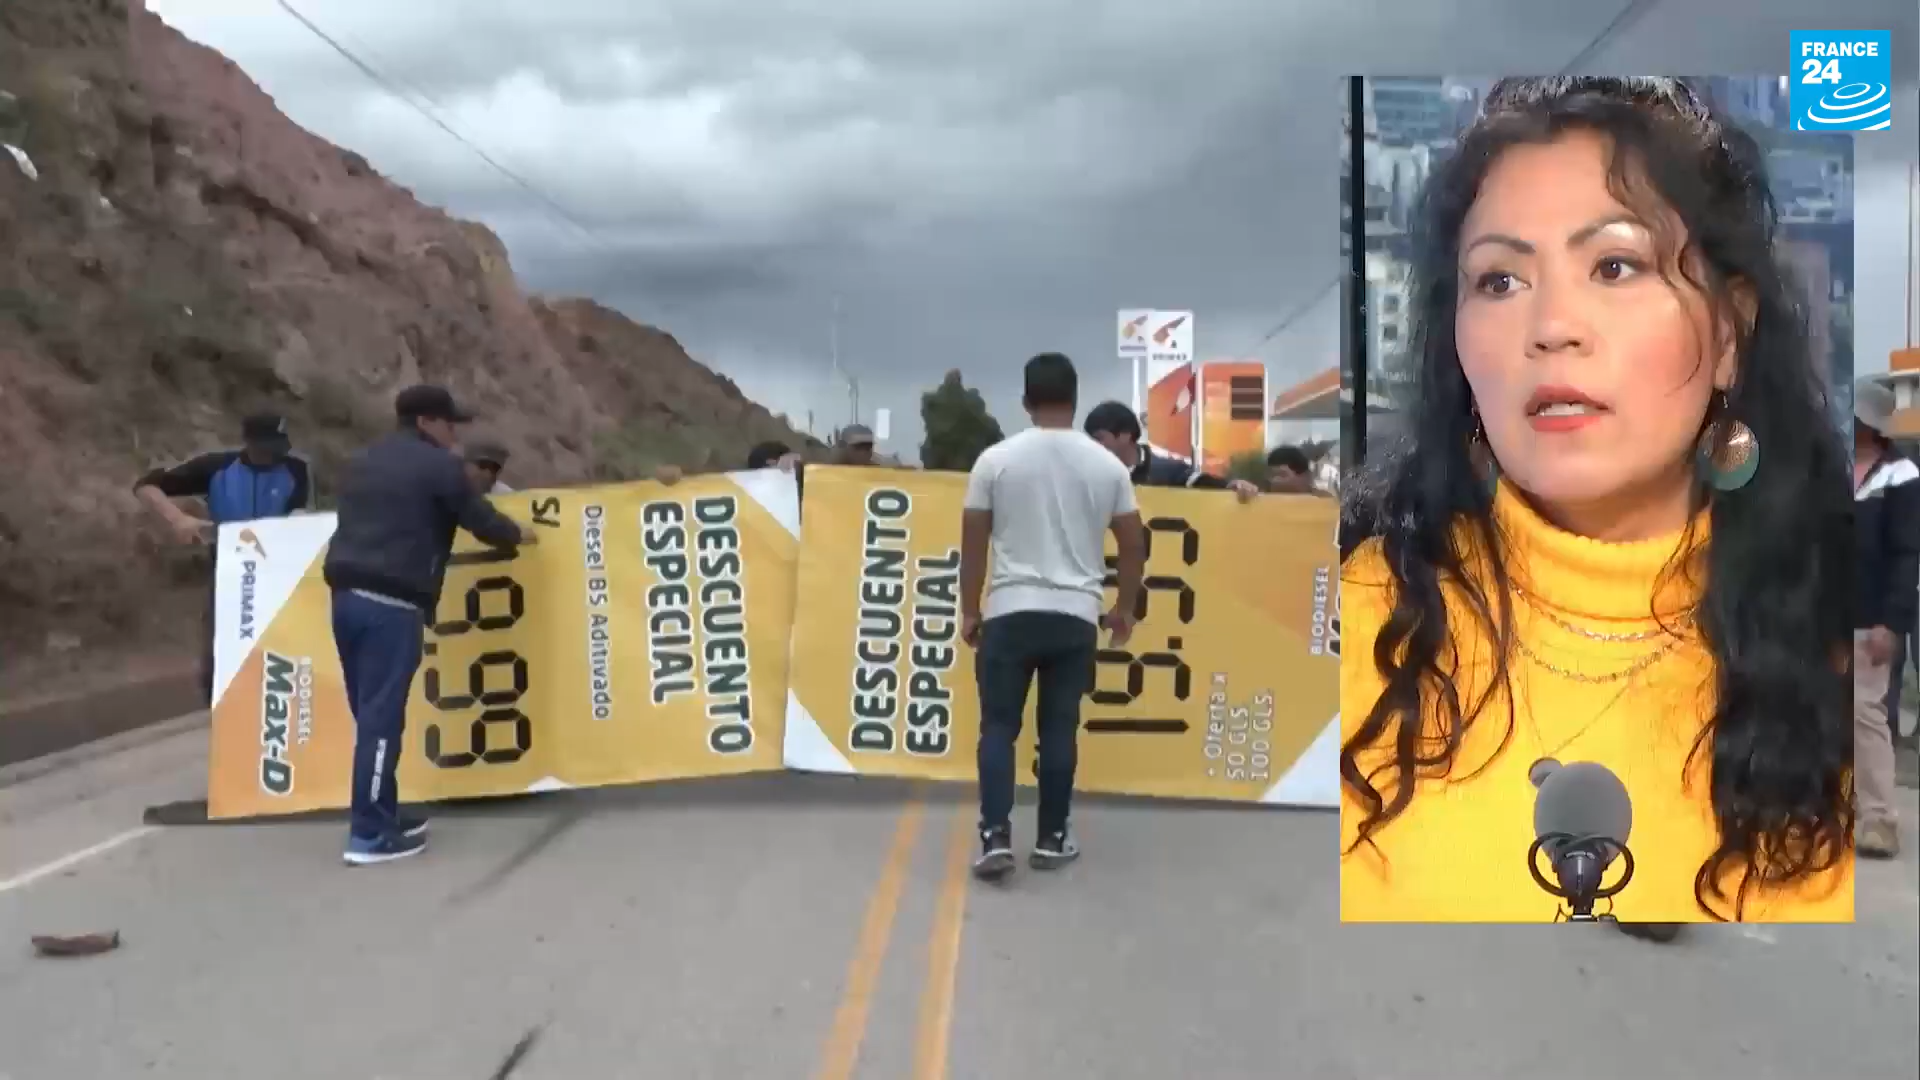 FRANCE
24
PRIMAX
BIODIESEL
Max-D
S/
19.99
Diesel B5 Aditivado
DESCUENTO
ESPECIAL
DESCUENTO
ESPECIAL
19.99
+ Oferta x
50 GLS
100 GLS.
BIODIESEL